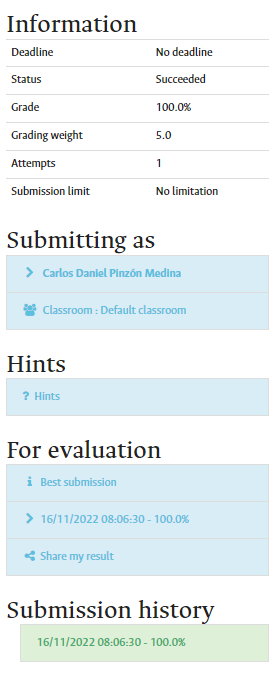 Information
Deadline No deadline
Status Succeeded
Grade 100.0%
Grading weight 5.0
Attempts 1
Submission limit No limitation
Submitting as
Carlos Daniel Pinzón Medina
Classroom : Default classroom
Hints
? Hints
For evaluation
Best submission
16/11/2022 08:06:30 - 100.0%
Share my result
Submission history
16/11/2022 08:06:30 - 100.0%